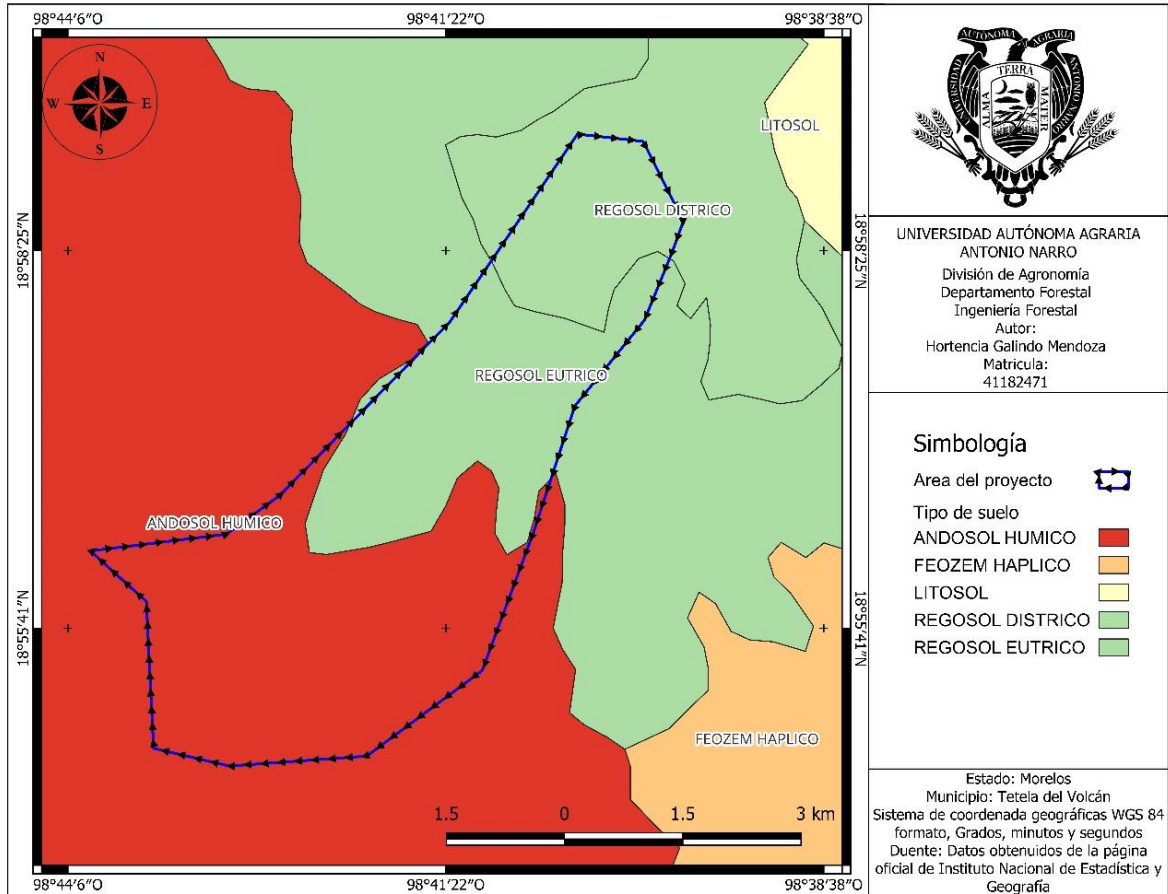 98°44′6″O
98°41′22″O
98°38′38″O
N
W
E
S
LITOSOL
REGOSOL DISTRICO
18°58′25″N
18°58′25″N
REGOSOL EUTRICO
ANDOSOL HUMICO
18°55′41″N
18°55′41″N
FEOZEM HAPLICO
1.5
0
1.5
3 km
98°44′6″O
98°41′22″O
98°38′38″O
UNIVERSIDAD AUTÓNOMA AGRARIA ANTONIO NARRO
ALMA
TERRA
MATER
UNIVERSIDAD AUTÓNOMA AGRARIA
ANTONIO NARRO
División de Agronomía
Departamento Forestal
Ingeniería Forestal
Autor:
Hortencia Galindo Mendoza
Matricula:
41182471
Simbología
Area del proyecto
Tipo de suelo
ANDOSOL HUMICO
FEOZEM HAPLICO
LITOSOL
REGOSOL DISTRICO
REGOSOL EUTRICO
Estado: Morelos
Municipio: Tetela del Volcán
Sistema de coordenada geográficas WGS 84
formato, Grados, minutos y segundos
Duente: Datos obtenidos de la página
oficial de Instituto Nacional de Estadística y
Geografía